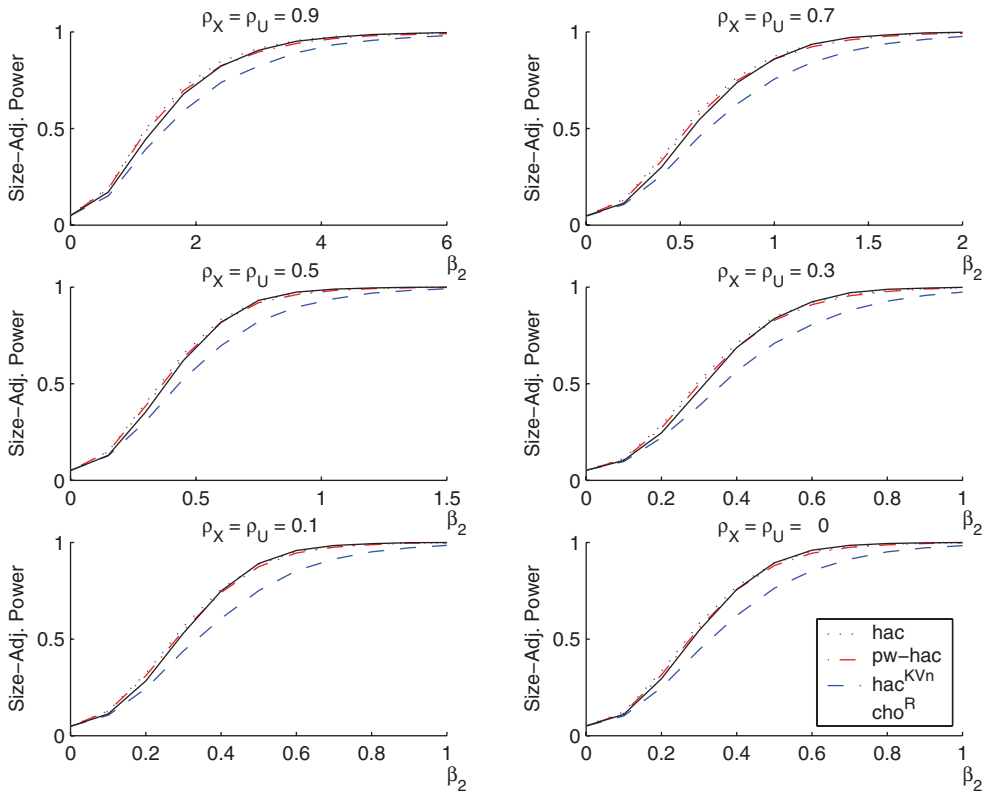 ρX = ρU = 0.9
Size−Adj. Power
1
0.5
0
0 2 4 6
β2
ρX = ρU = 0.7
Size−Adj. Power
1
0.5
0
0 0.5 1 1.5 2
β2
ρX = ρU = 0.5
Size−Adj. Power
1
0.5
0
0 0.5 1 1.5
β2
ρX = ρU = 0.3
Size−Adj. Power
1
0.5
0
0 0.2 0.4 0.6 0.8 1
β2
ρX = ρU = 0.1
Size−Adj. Power
1
0.5
0
0 0.2 0.4 0.6 0.8 1
β2
ρX = ρU = 0
Size−Adj. Power
1
0.5
0
0 0.2 0.4 0.6 0.8 1
β2
hac
pw−hac
hacKVn
choR